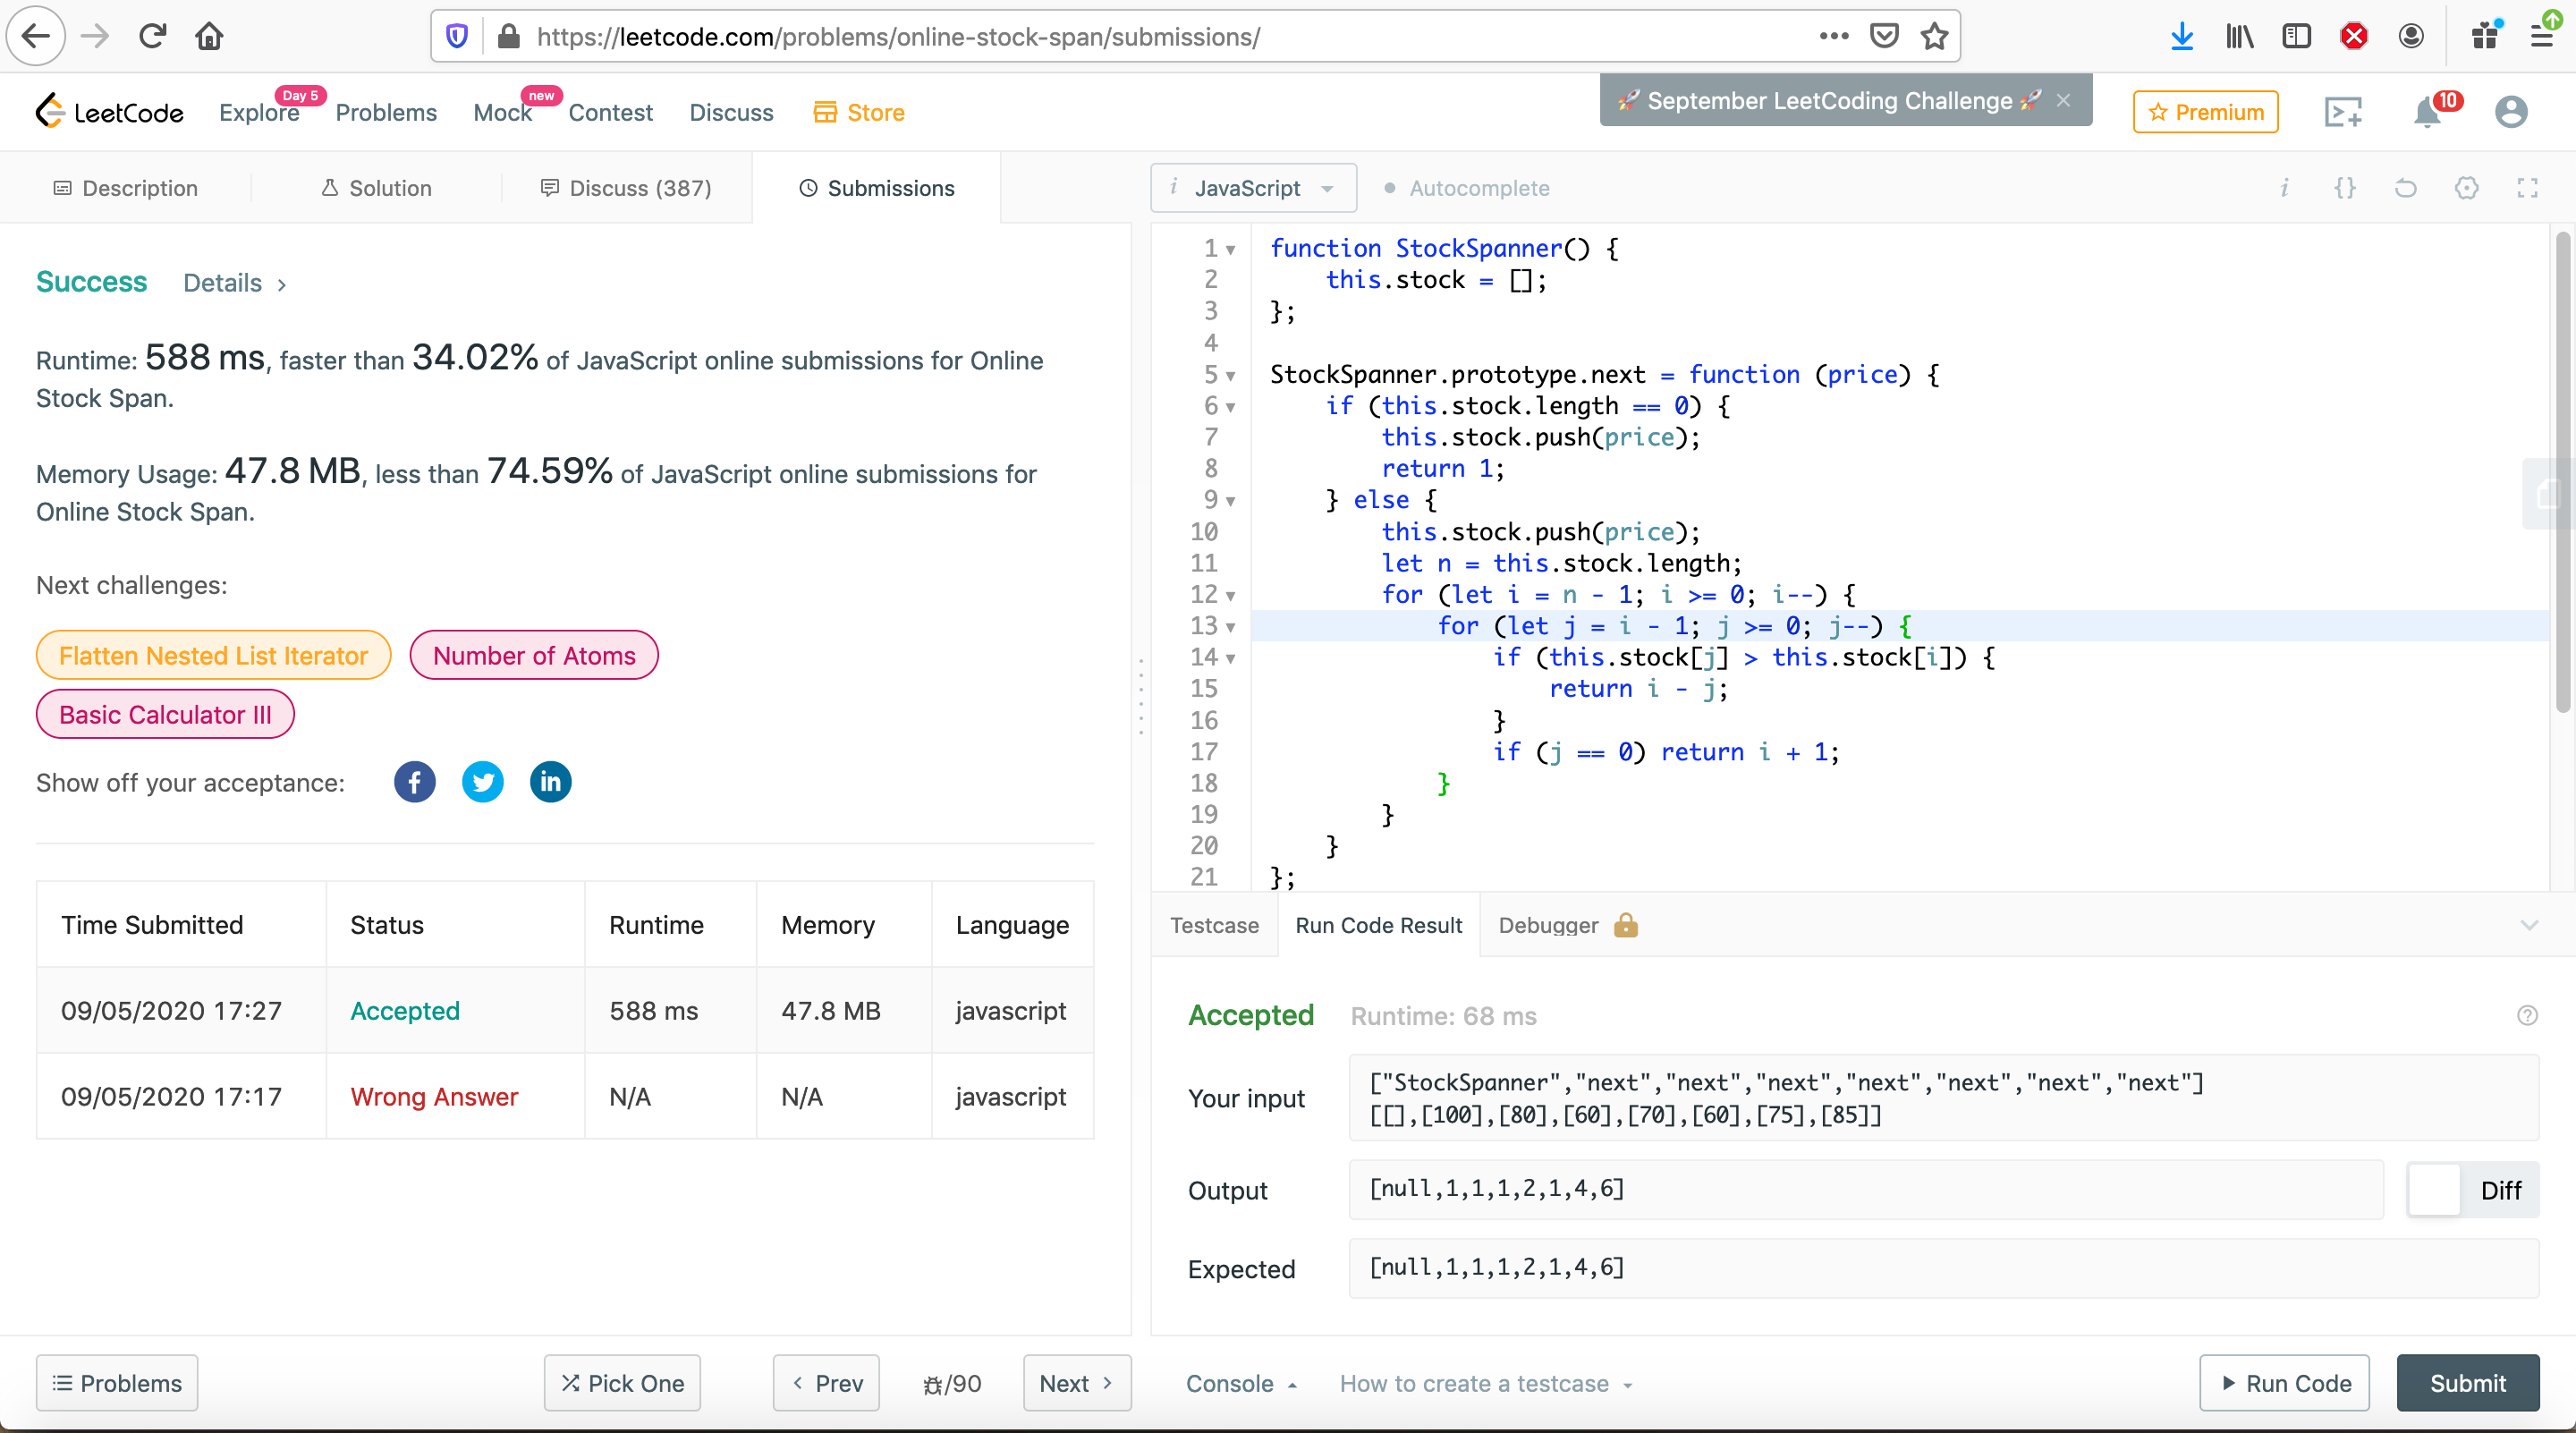 https://leetcode.com/problems/online-stock-span/submissions/
LeetCode
Explore
Day 5
Problems
Mock
new
Contest
Discuss
Store
🚀 September LeetCoding Challenge 🚀 ×
Premium
10
Description
Solution
Discuss (387)
Submissions
i JavaScript
Autocomplete
i {}
Success Details >
Runtime: 588 ms, faster than 34.02% of JavaScript online submissions for Online
Stock Span.
Memory Usage: 47.8 MB, less than 74.59% of JavaScript online submissions for
Online Stock Span.
Next challenges:
Flatten Nested List Iterator
Number of Atoms
Basic Calculator III
Show off your acceptance: f in
Time Submitted Status Runtime Memory Language
09/05/2020 17:27 Accepted 588 ms 47.8 MB javascript
09/05/2020 17:17 Wrong Answer N/A N/A javascript
Problems
Pick One
< Prev
/90
Next >
1 function StockSpanner() {
2     this.stock = [];
3 };
4
5 StockSpanner.prototype.next = function (price) {
6     if (this.stock.length == 0) {
7         this.stock.push(price);
8         return 1;
9     } else {
10         this.stock.push(price);
11         let n = this.stock.length;
12         for (let i = n - 1; i >= 0; i--) {
13             for (let j = i - 1; j >= 0; j--) {
14                 if (this.stock[j] > this.stock[i]) {
15                     return i - j;
16                 }
17                 if (j == 0) return i + 1;
18             }
19         }
20     }
21 };
Testcase
Run Code Result
Debugger
Accepted Runtime: 68 ms
?
Your input
["StockSpanner","next","next","next","next","next","next","next"]
[[],[100],[80],[60],[70],[60],[75],[85]]
Output
[null,1,1,1,2,1,4,6]
Diff
Expected
[null,1,1,1,2,1,4,6]
Console
How to create a testcase
Run Code
Submit